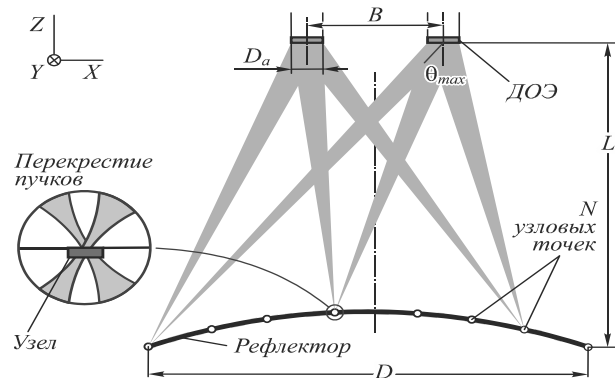 Z
B
D_a
Y
X
θ_max
ДОЭ
L
Перекрестие
пучков
N
узловых
точек
Узел
Рефлектор
D